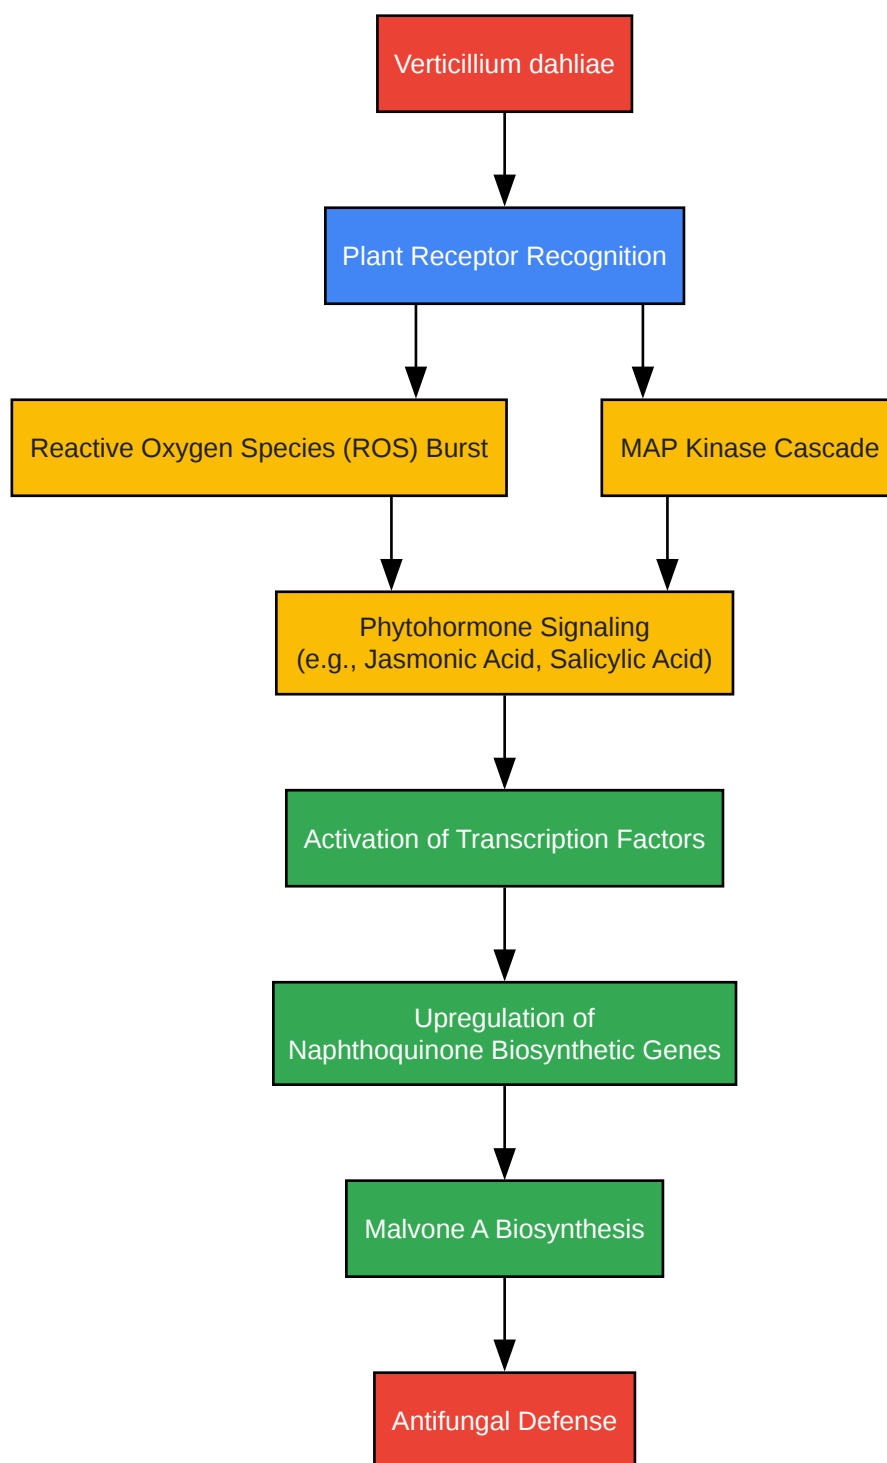 Verticillium dahliae
Plant Receptor Recognition
Reactive Oxygen Species (ROS) Burst
MAP Kinase Cascade
Phytohormone Signaling
(e.g., Jasmonic Acid, Salicylic Acid)
Activation of Transcription Factors
Upregulation of
Naphthoquinone Biosynthetic Genes
Malvone A Biosynthesis
Antifungal Defense